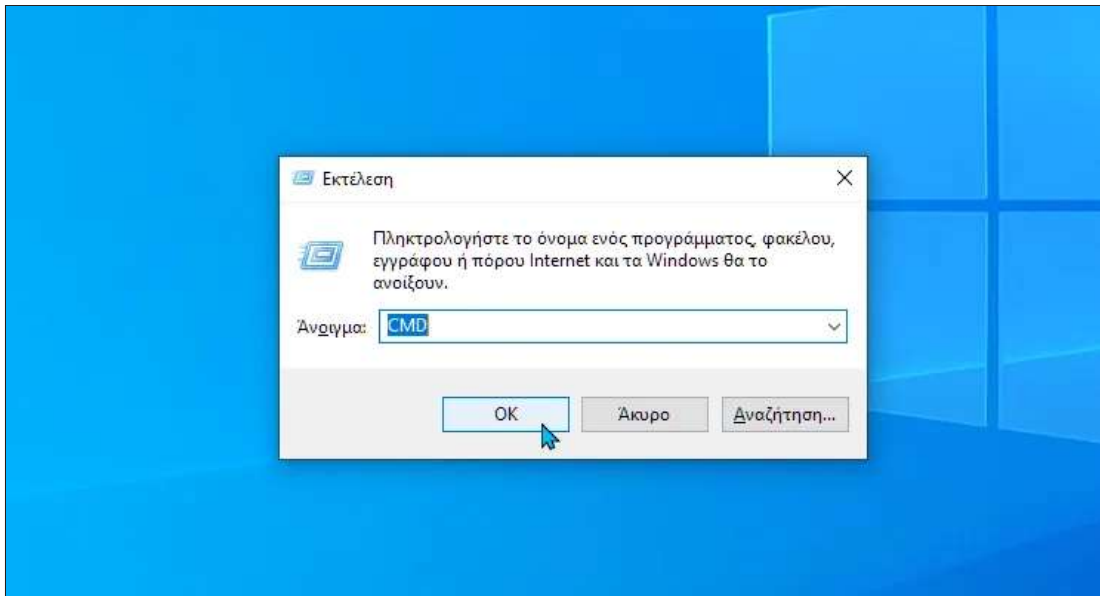 Εκτέλεση
Πληκτρολογήστε το όνομα ενός προγράμματος, φακέλου,
εγγράφου ή πόρου Internet και τα Windows θα το
ανοίξουν.
Άνοιγμα: CMD
OK Άκυρο Αναζήτηση...